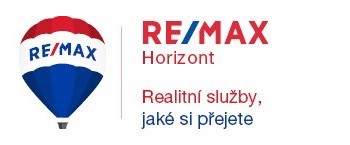 RE/MAX
RE/MAX
Horizont
Realitní služby,
jaké si přejete